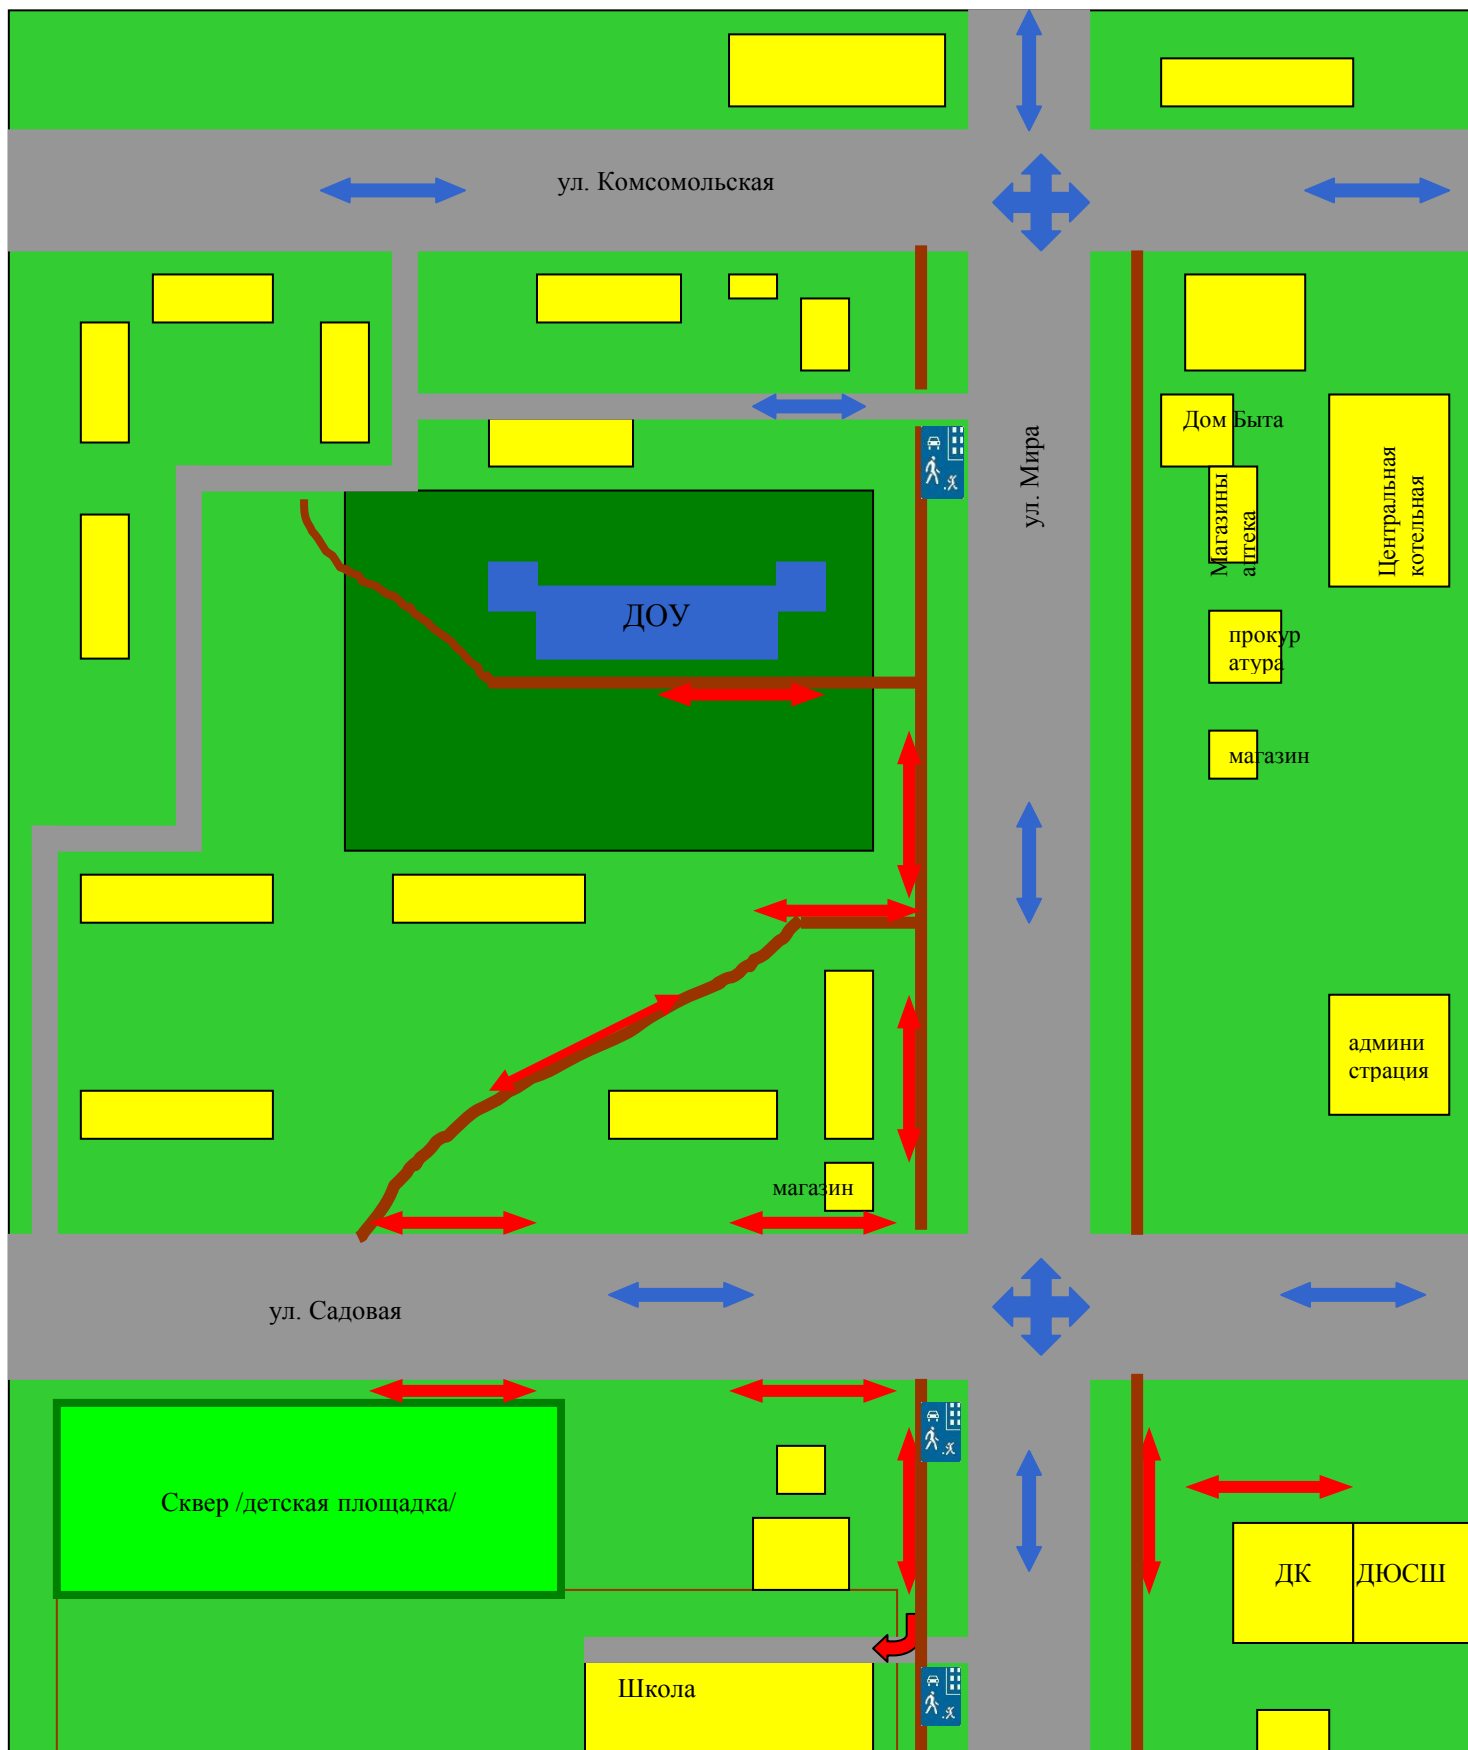 ул. Комсомольская
Дом Быта
ул. Мира
Магазины
аптека
Центральная
котельная
ДОУ
прокур
атура
магазин
админи
страция
магазин
ул. Садовая
Сквер /детская площадка/
ДК
ДЮСШ
Школа